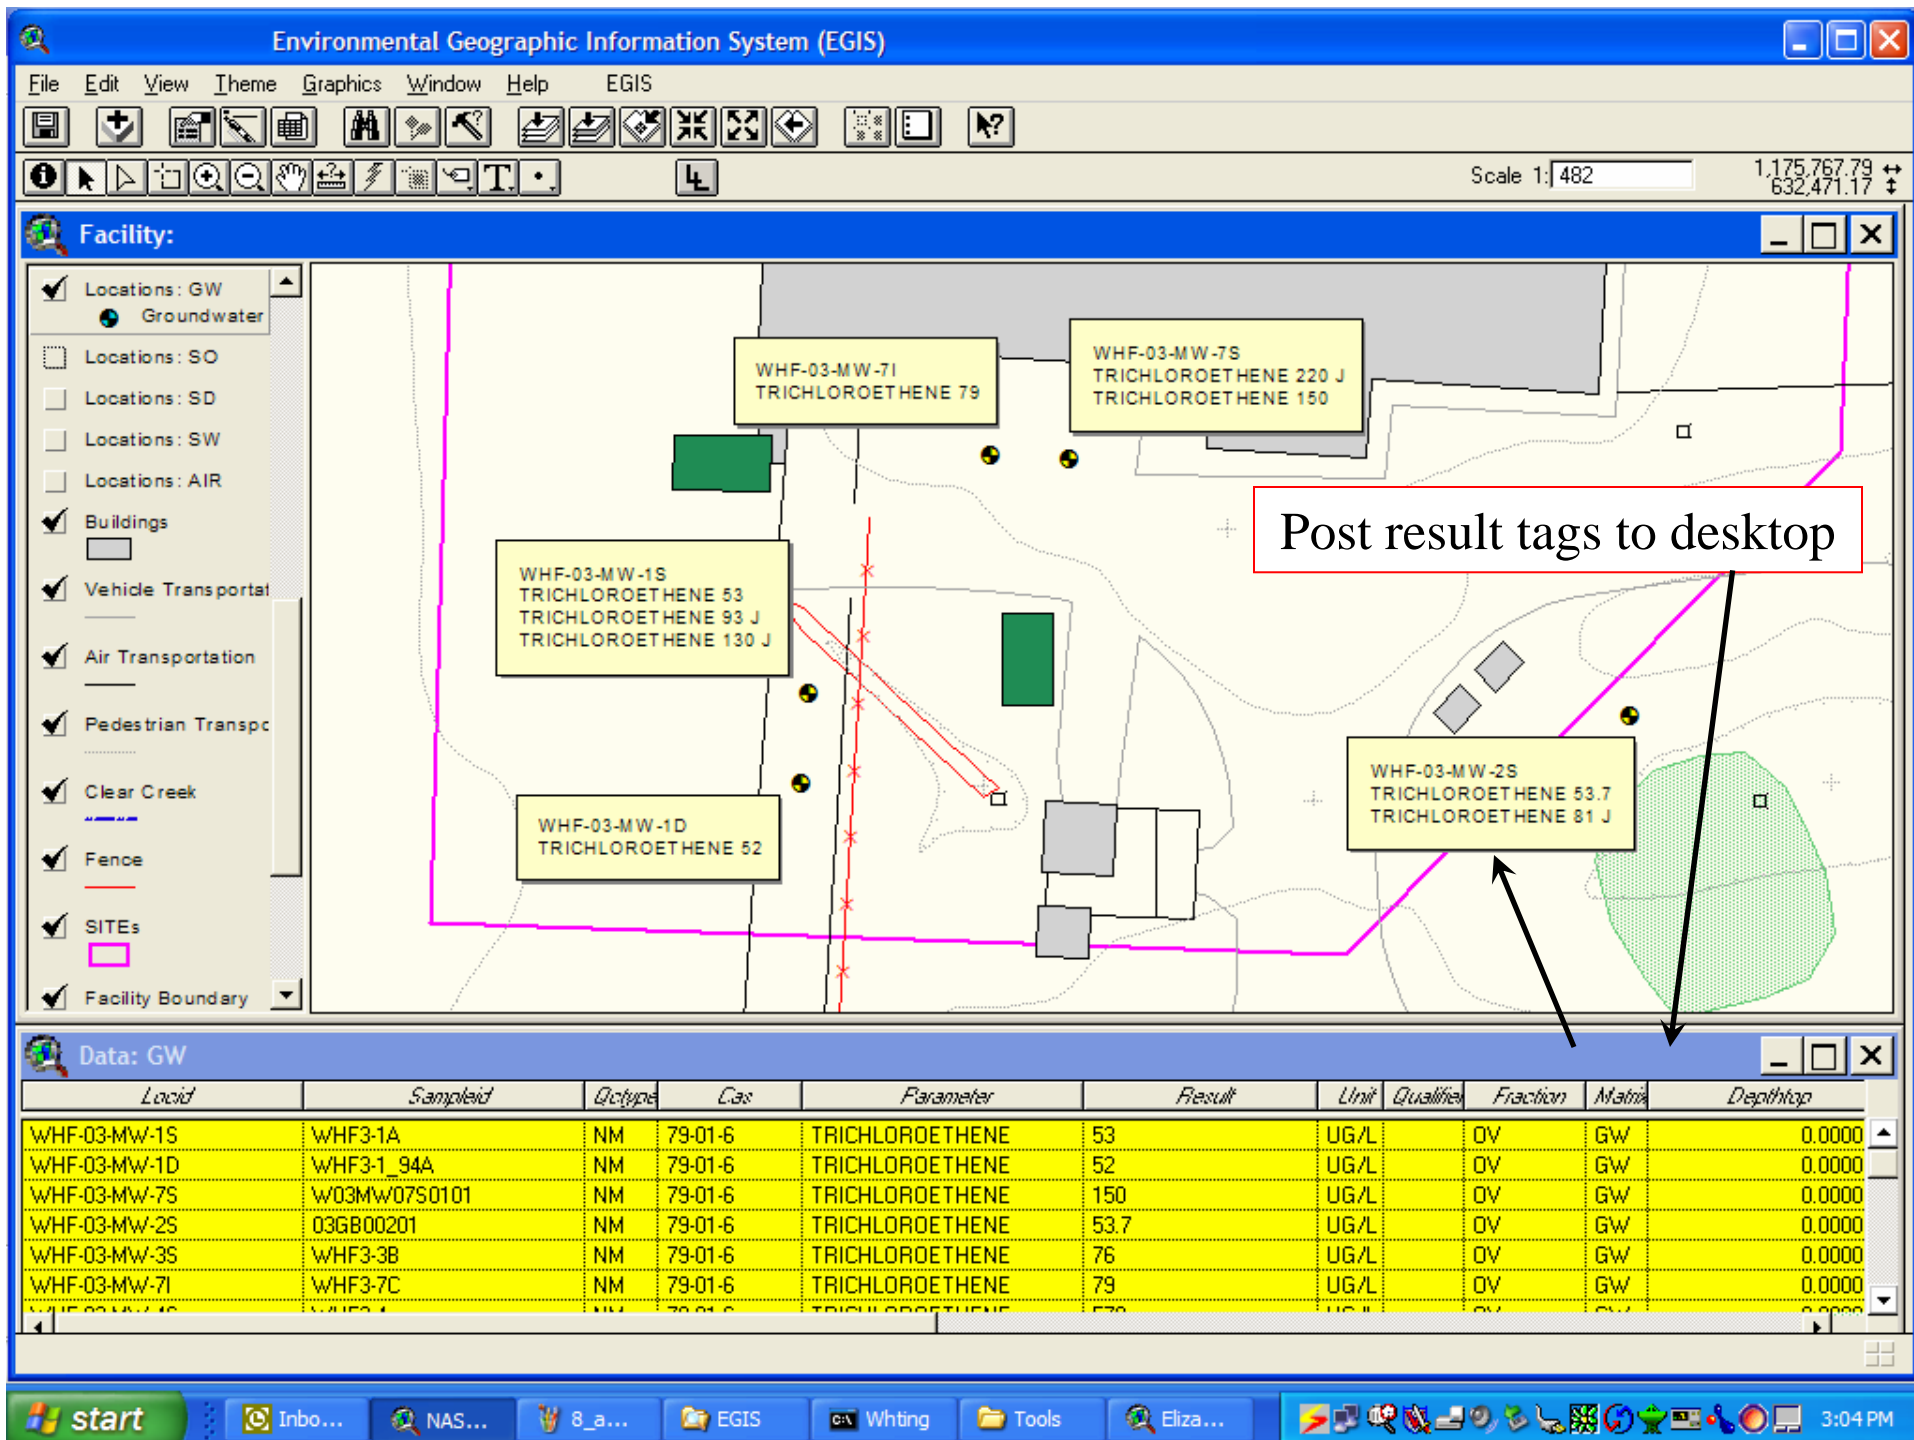 Environmental Geographic Information System (EGIS)
File Edit View Theme Graphics Window Help EGIS
Scale 1: 482
1,175,767.79
632,471.17
Facility:
Locations: GW
Groundwater
Locations: SO
Locations: SD
Locations: SW
Locations: AIR
Buildings
Vehicle Transportat
Air Transportation
Pedestrian Transpc
Clear Creek
Fence
SITEs
Facility Boundary
WHF-03-MW-7I
TRICHLOROETHENE 79
WHF-03-MW-7S
TRICHLOROETHENE 220 J
TRICHLOROETHENE 150
Post result tags to desktop
WHF-03-MW-1S
TRICHLOROETHENE 53
TRICHLOROETHENE 93 J
TRICHLOROETHENE 130 J
WHF-03-MW-2S
TRICHLOROETHENE 53.7
TRICHLOROETHENE 81 J
WHF-03-MW-1D
TRICHLOROETHENE 52
Data: GW
Locid Sampleid Qctype Cas Parameter Result Unit Qualifier Fraction Matrix Depthtop
WHF-03-MW-1S WHF3-1A NM 79-01-6 TRICHLOROETHENE 53 UG/L OV GW 0.0000
WHF-03-MW-1D WHF3-1_94A NM 79-01-6 TRICHLOROETHENE 52 UG/L OV GW 0.0000
WHF-03-MW-7S W03MW07S0101 NM 79-01-6 TRICHLOROETHENE 150 UG/L OV GW 0.0000
WHF-03-MW-2S 03GB00201 NM 79-01-6 TRICHLOROETHENE 53.7 UG/L OV GW 0.0000
WHF-03-MW-3S WHF3-3B NM 79-01-6 TRICHLOROETHENE 76 UG/L OV GW 0.0000
WHF-03-MW-7I WHF3-7C NM 79-01-6 TRICHLOROETHENE 79 UG/L OV GW 0.0000
start Inbo... NAS... 8_a... EGIS Whting Tools Eliza... 3:04 PM